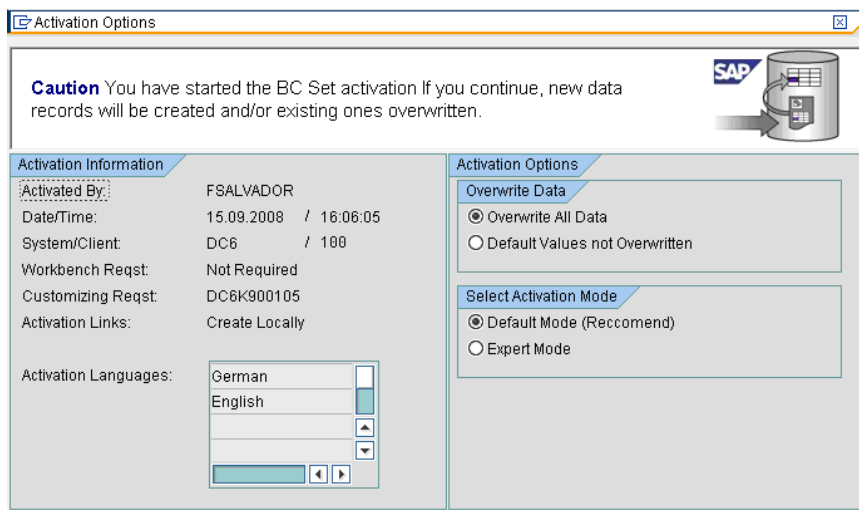 Activation Options
Caution You have started the BC Set activation If you continue, new data
records will be created and/or existing ones overwritten.
SAP
Activation Information
Activated By: FSALVADOR
Date/Time: 15.09.2008 / 16:06:05
System/Client: DC6 / 100
Workbench Reqst: Not Required
Customizing Reqst: DC6K900105
Activation Links: Create Locally
Activation Languages: German
English
Activation Options
Overwrite Data
Overwrite All Data
Default Values not Overwritten
Select Activation Mode
Default Mode (Reccomend)
Expert Mode